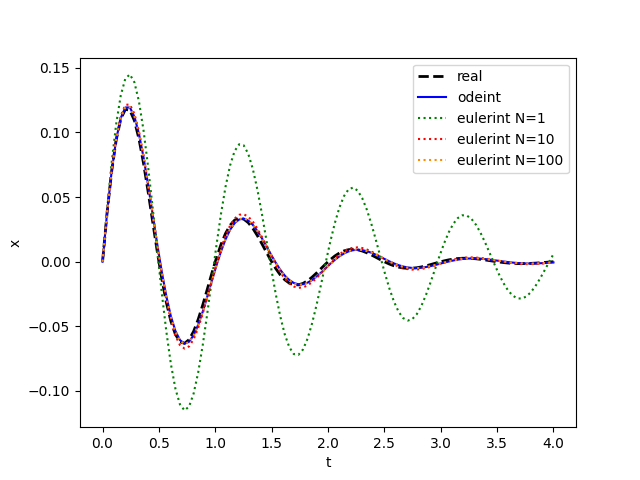 real
odeint
eulerint N=1
eulerint N=10
eulerint N=100
0.15
0.10
0.05
0.00
−0.05
−0.10
x
0.0 0.5 1.0 1.5 2.0 2.5 3.0 3.5 4.0
t